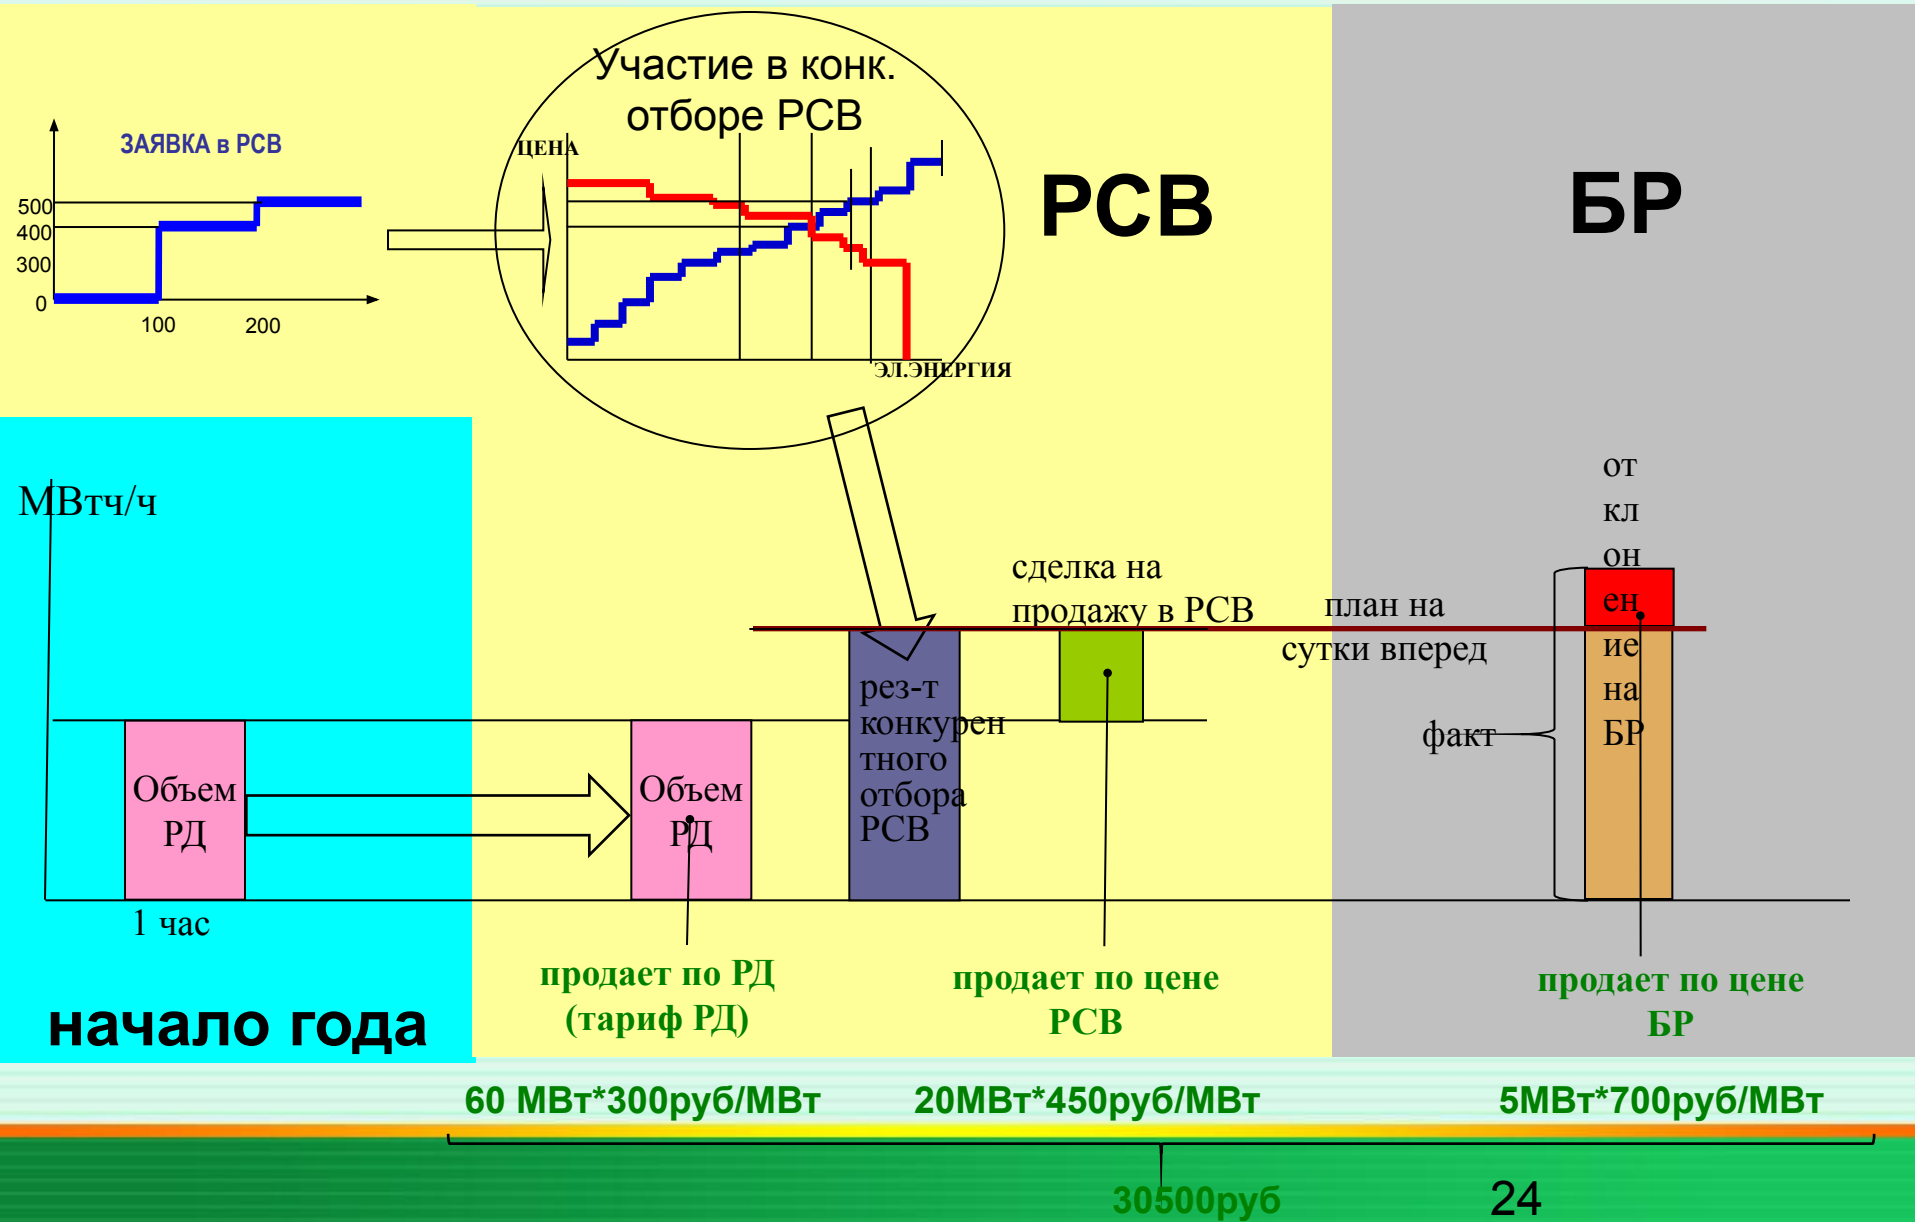 Участие в конк.
отборе РСВ
ЗАЯВКА в РСВ
500
400
300
0
100
200
ЦЕНА
ЭЛ.ЭНЕРГИЯ
РСВ
БР
МВтч/ч
Объем
РД
1 час
начало года
Объем
РД
рез-т
конкурен
тного
отбора
РСВ
сделка на
продажу в РСВ
план на
сутки вперед
факт
от
кл
он
ен
ие
на
БР
продает по РД
(тариф РД)
продает по цене
РСВ
продает по цене
БР
60 МВт*300руб/МВт
20МВт*450руб/МВт
5МВт*700руб/МВт
30500руб
24